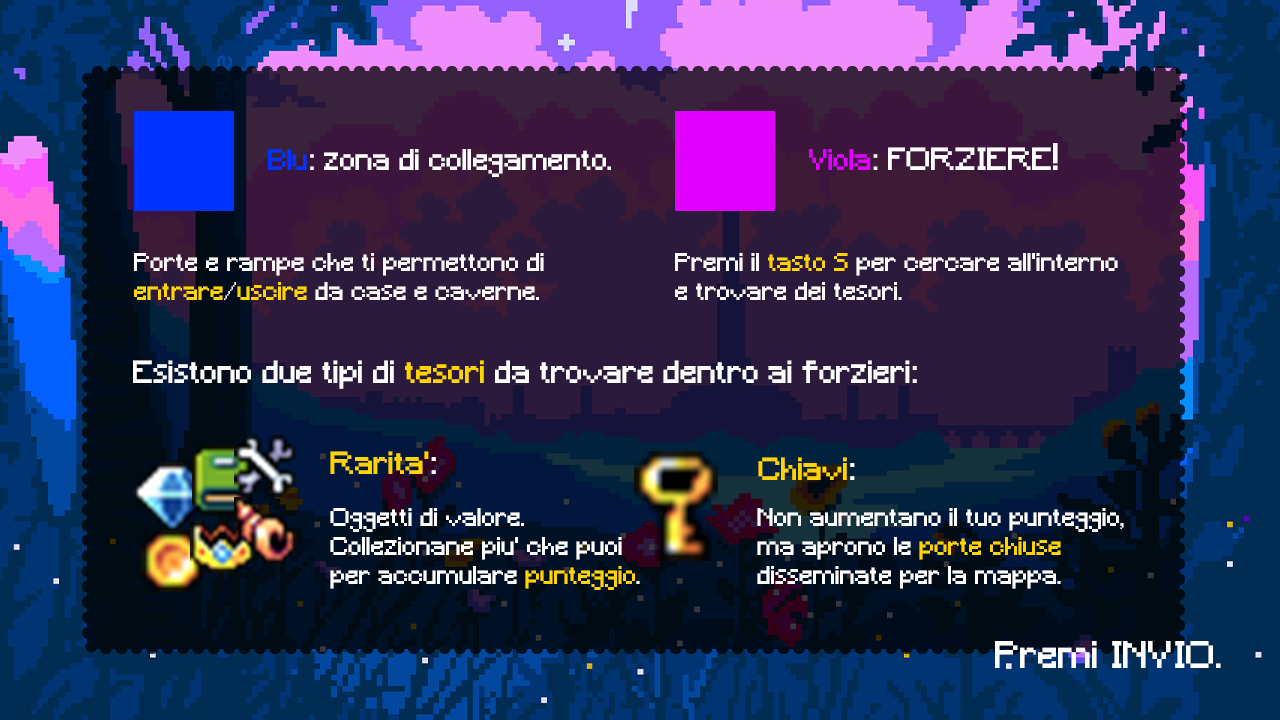 Blu: zona di collegamento.
Viola: FORZIERE!
Porte e rampe che ti permettono di
entrare/uscire da case e caverne.
Premi il tasto S per cercare all'interno
e trovare dei tesori.
Esistono due tipi di tesori da trovare dentro ai forzieri:
Rarita':
Oggetti di valore.
Collezionane piu' che puoi
per accumulare punteggio.
Chiavi:
Non aumentano il tuo punteggio,
ma aprono le porte chiuse
disseminate per la mappa.
Premi INVIO.